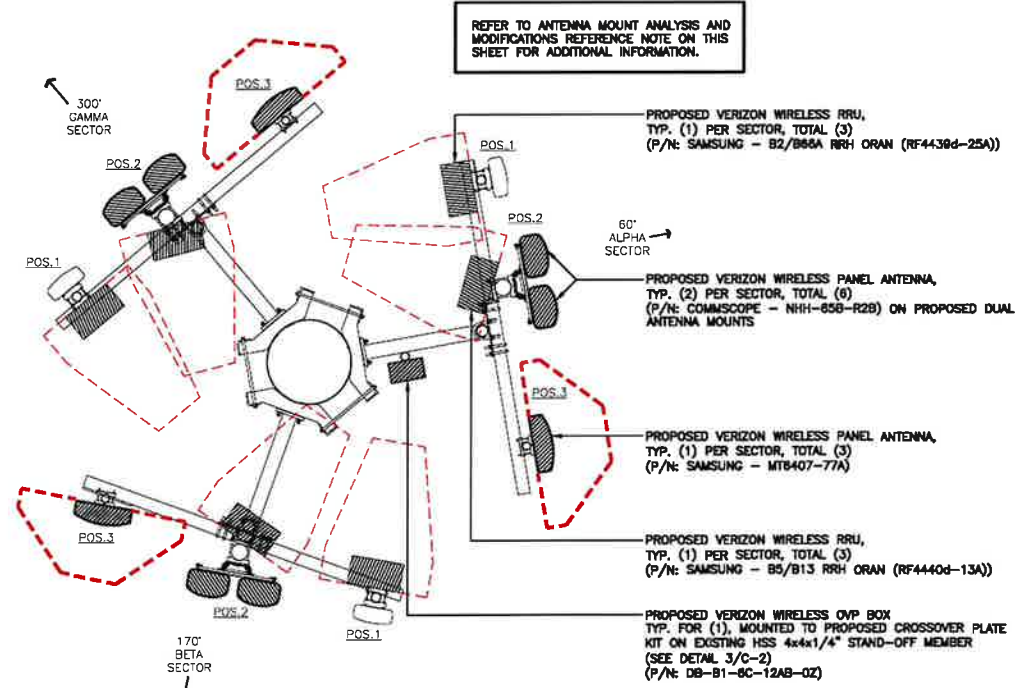 REFER TO ANTENNA MOUNT ANALYSIS AND
MODIFICATIONS REFERENCE NOTE ON THIS
SHEET FOR ADDITIONAL INFORMATION.
300°
GAMMA
SECTOR
POS.3
POS.2
POS.1
POS.1
POS.2
60°
ALPHA
SECTOR
POS.3
POS.3
POS.2
POS.1
170°
BETA
SECTOR
PROPOSED VERIZON WIRELESS RRU,
TYP. (1) PER SECTOR, TOTAL (3)
(P/N: SAMSUNG - B2/B66A RRH ORAN (RF4439d-25A))
PROPOSED VERIZON WIRELESS PANEL ANTENNA,
TYP. (2) PER SECTOR, TOTAL (6)
(P/N: COMMSCOPE - NHH-65B-R2B) ON PROPOSED DUAL
ANTENNA MOUNTS
PROPOSED VERIZON WIRELESS PANEL ANTENNA,
TYP. (1) PER SECTOR, TOTAL (3)
(P/N: SAMSUNG - MT6407-77A)
PROPOSED VERIZON WIRELESS RRU,
TYP. (1) PER SECTOR, TOTAL (3)
(P/N: SAMSUNG - B5/B13 RRH ORAN (RF4440d-13A))
PROPOSED VERIZON WIRELESS OVP BOX
TYP. FOR (1), MOUNTED TO PROPOSED CROSSOVER PLATE
KIT ON EXISTING HSS 4x4x1/4" STAND-OFF MEMBER
(SEE DETAIL 3/C-2)
(P/N: DB-B1-6C-12AB-0Z)